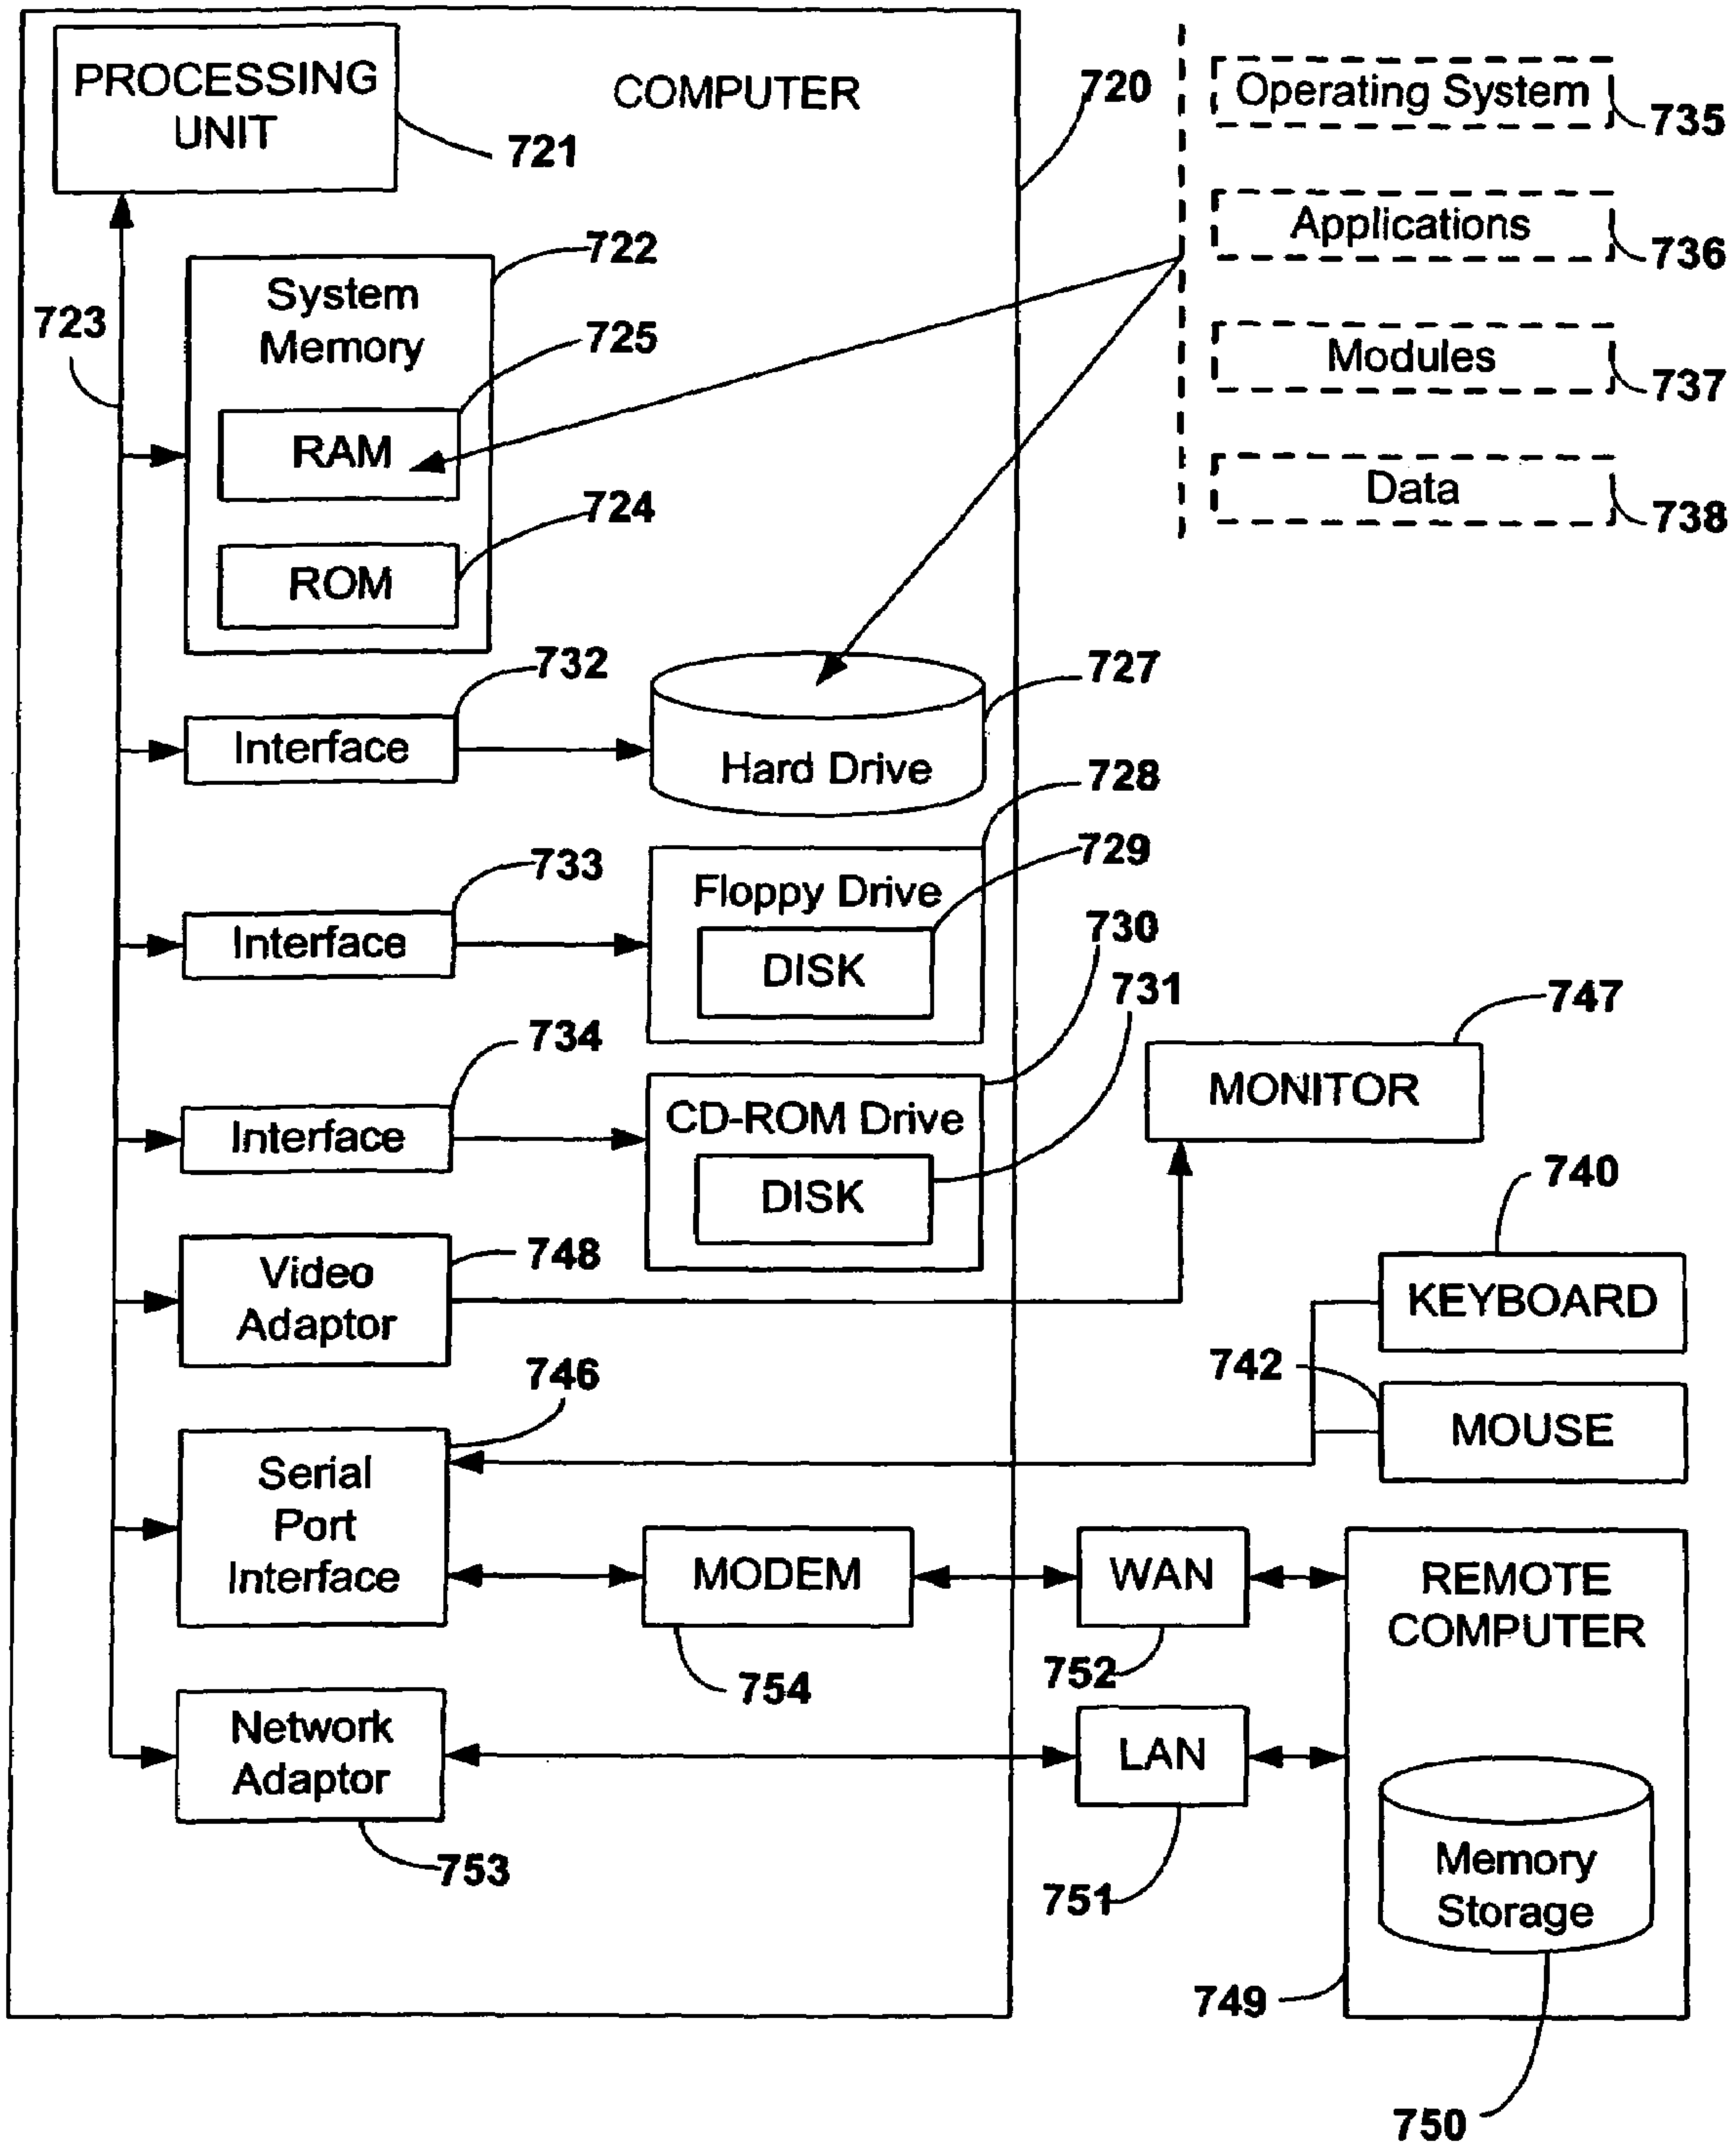 PROCESSING
UNIT
721
COMPUTER
720
Operating System
735
Applications
736
Modules
737
Data
738
722
System
Memory
723
725
RAM
724
ROM
732
Interface
727
Hard Drive
728
733
Interface
729
Floppy Drive
DISK
730
731
734
Interface
CD-ROM Drive
DISK
747
MONITOR
740
KEYBOARD
742
MOUSE
748
Video
Adaptor
746
Serial
Port
Interface
MODEM
754
WAN
752
REMOTE
COMPUTER
Network
Adaptor
753
LAN
751
Memory
Storage
749
750